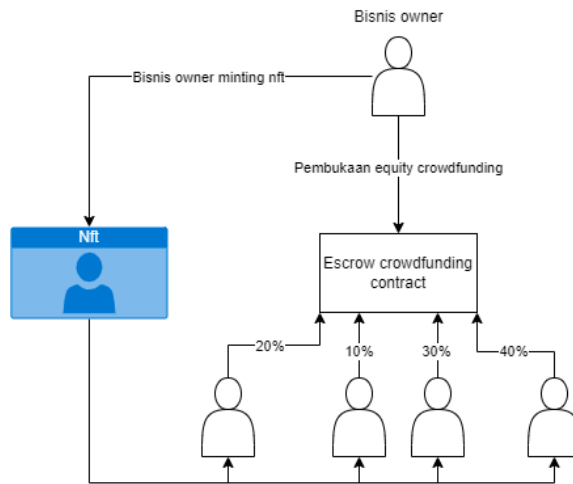 Bisnis owner
Bisnis owner minting nft
Pembukaan equity crowdfunding
Nft
Escrow crowdfunding
contract
20%
10%
30%
40%